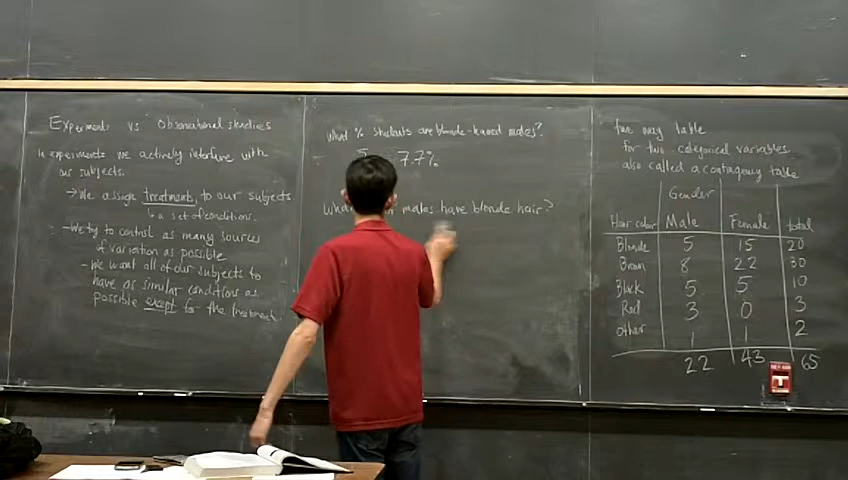 Experiments vs Observational studies
In experiments we actively interfere with
our subjects.
→ We assign treatments, to our subjects
↳ a set of conditions.
- We try to control as many sources
of variation as possible
- We want all of our subjects to
have as similar conditions as
possible except for the treatment.
What % students are blonde-haired males?
5 7.7%
What males have blonde hair?
two way table
for two categorical variables
also called a contingency table
Gender
Hair color Male Female total
Blonde 5 15 20
Brown 8 22 30
Black 5 5 10
Red 3 0 3
Other 1 1 2
22 43 65